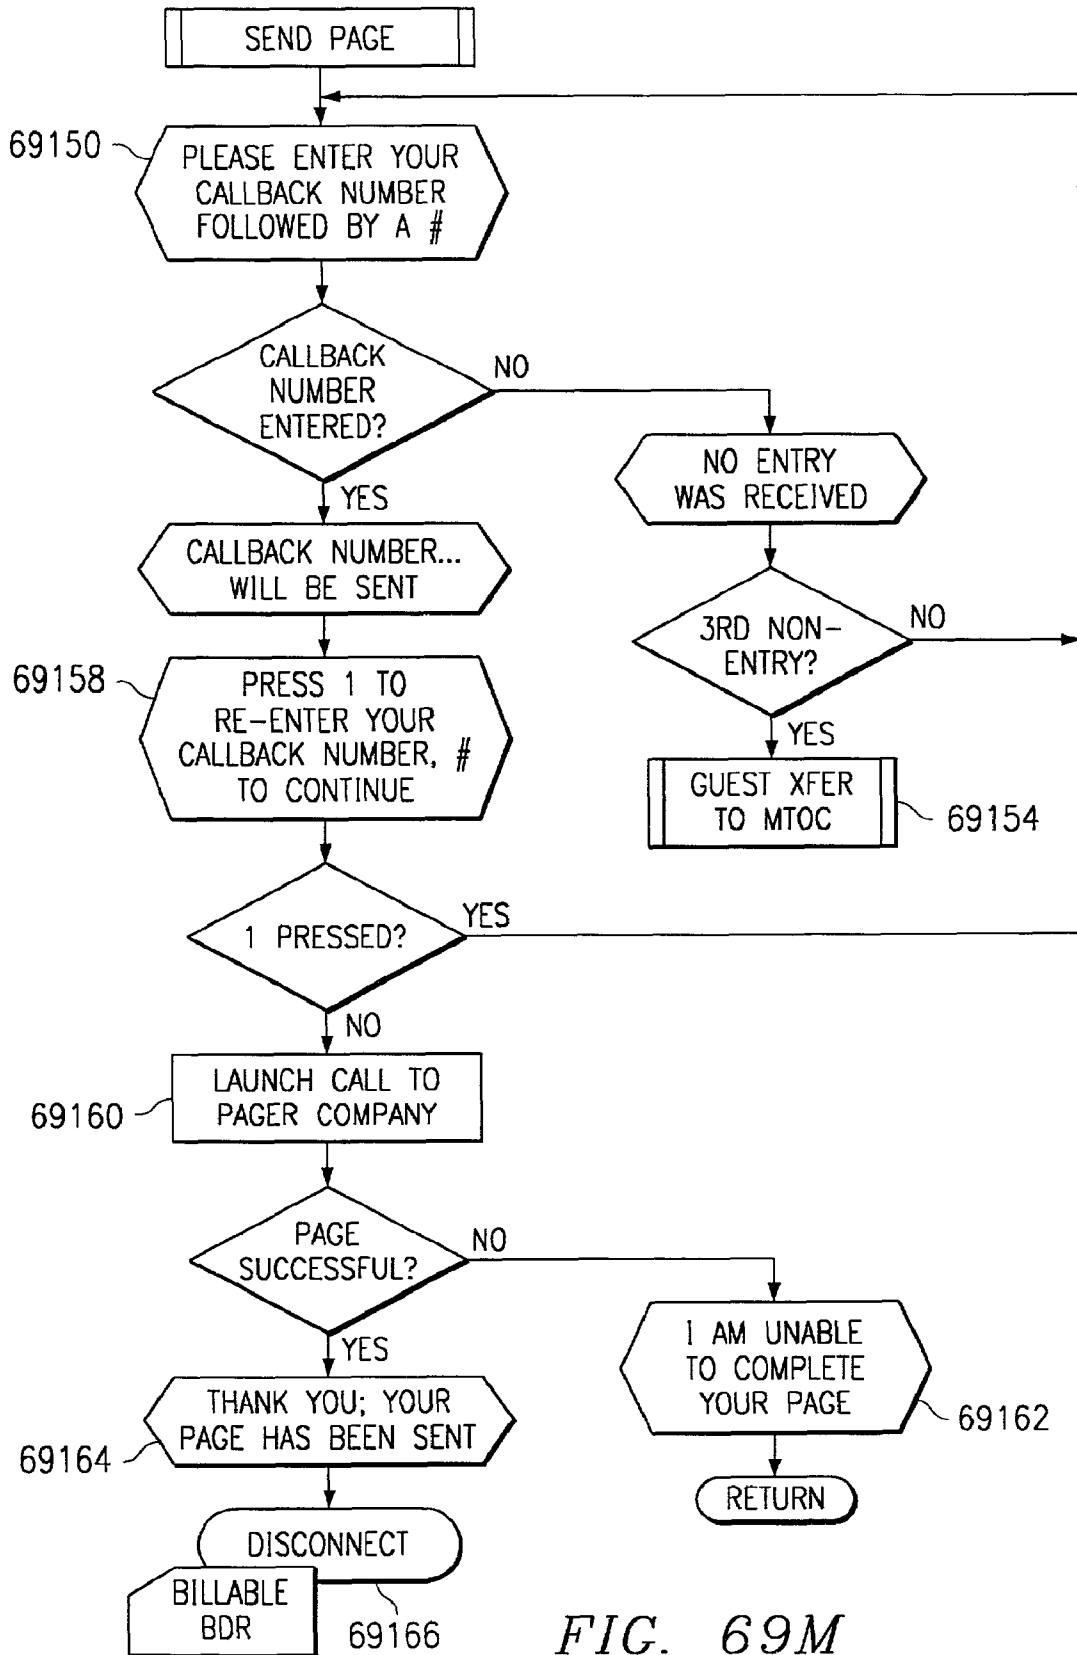 SEND PAGE
69150
PLEASE ENTER YOUR
CALLBACK NUMBER
FOLLOWED BY A #
CALLBACK
NUMBER
ENTERED?
NO
YES
NO ENTRY
WAS RECEIVED
CALLBACK NUMBER...
WILL BE SENT
3RD NON-
ENTRY?
NO
YES
69158
PRESS 1 TO
RE-ENTER YOUR
CALLBACK NUMBER, #
TO CONTINUE
GUEST XFER
TO MTOC
69154
1 PRESSED?
YES
NO
69160
LAUNCH CALL TO
PAGER COMPANY
PAGE
SUCCESSFUL?
NO
YES
I AM UNABLE
TO COMPLETE
YOUR PAGE
69162
THANK YOU; YOUR
PAGE HAS BEEN SENT
69164
RETURN
DISCONNECT
BILLABLE
BDR
69166
FIG. 69M